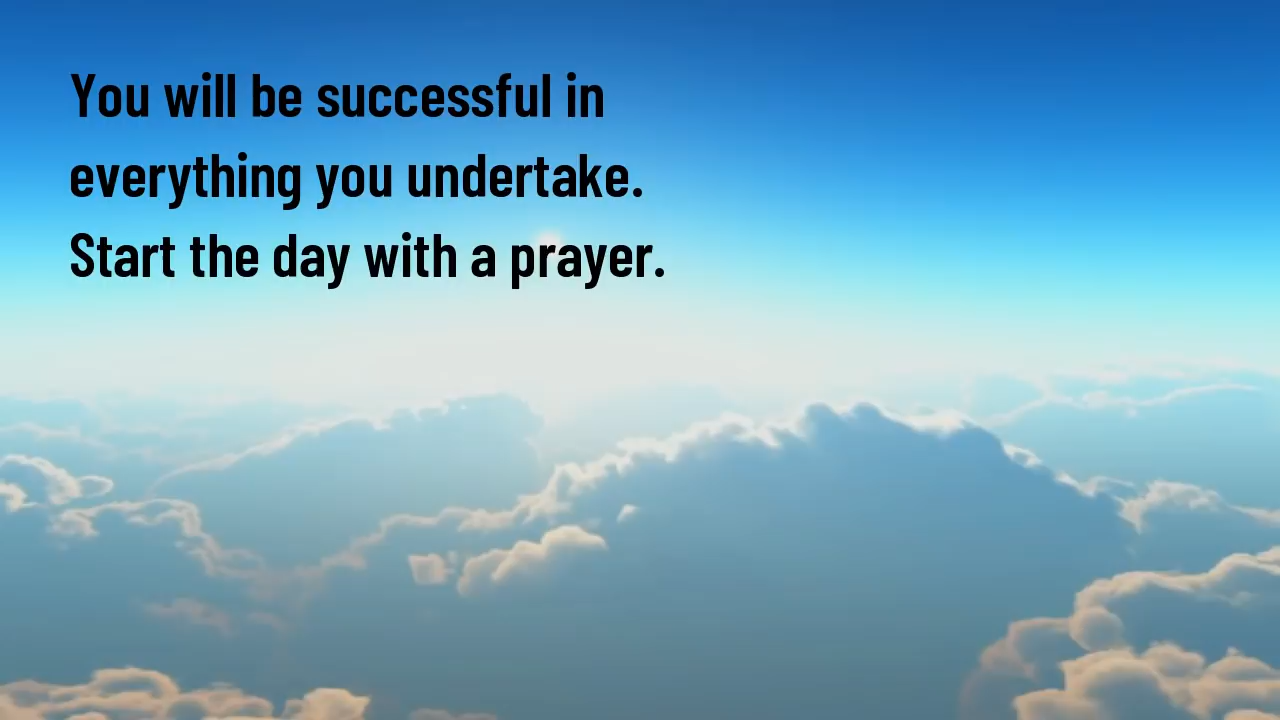 You will be successful in
everything you undertake.
Start the day with a prayer.